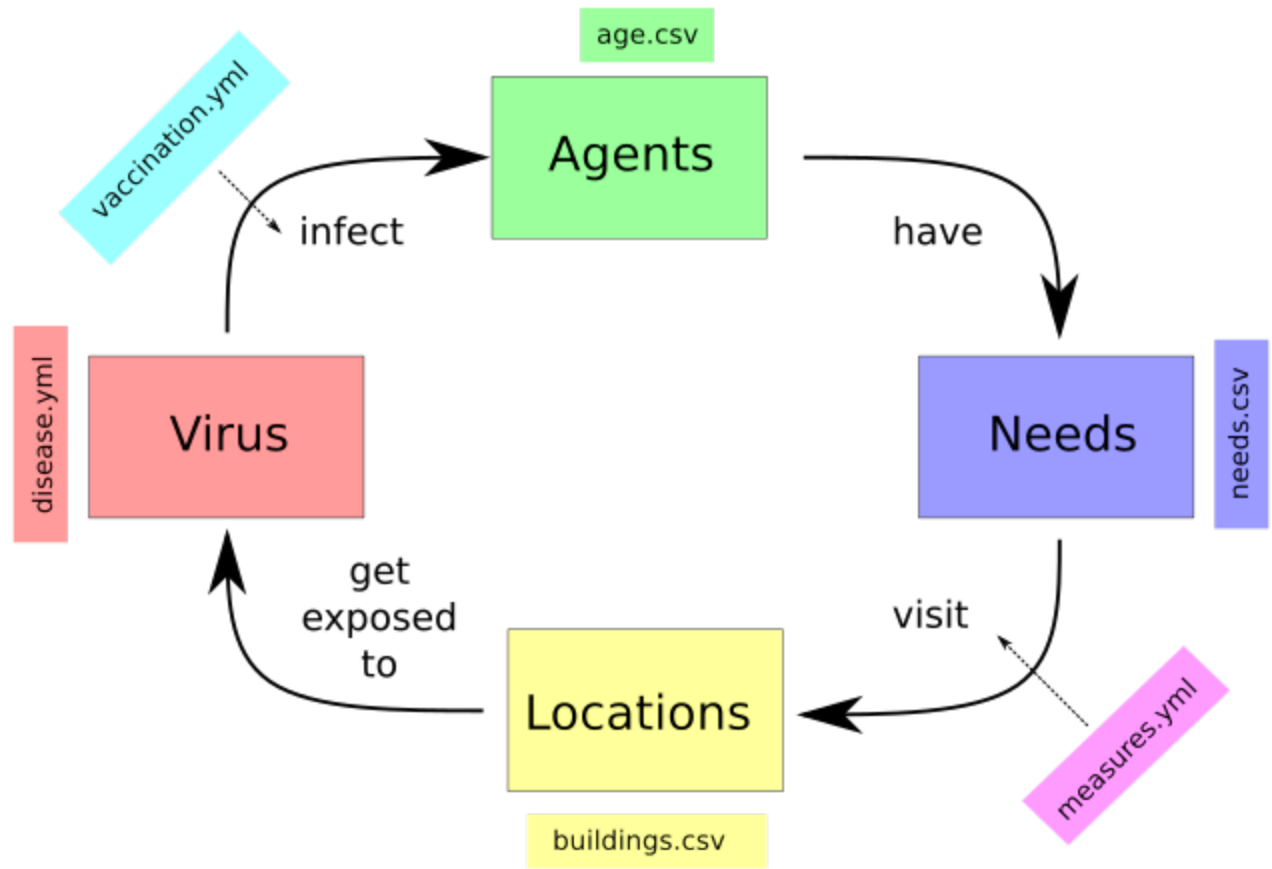 age.csv
vaccination.yml
Agents
infect
have
disease.yml
Virus
Needs
needs.csv
get
exposed
to
visit
Locations
measures.yml
buildings.csv